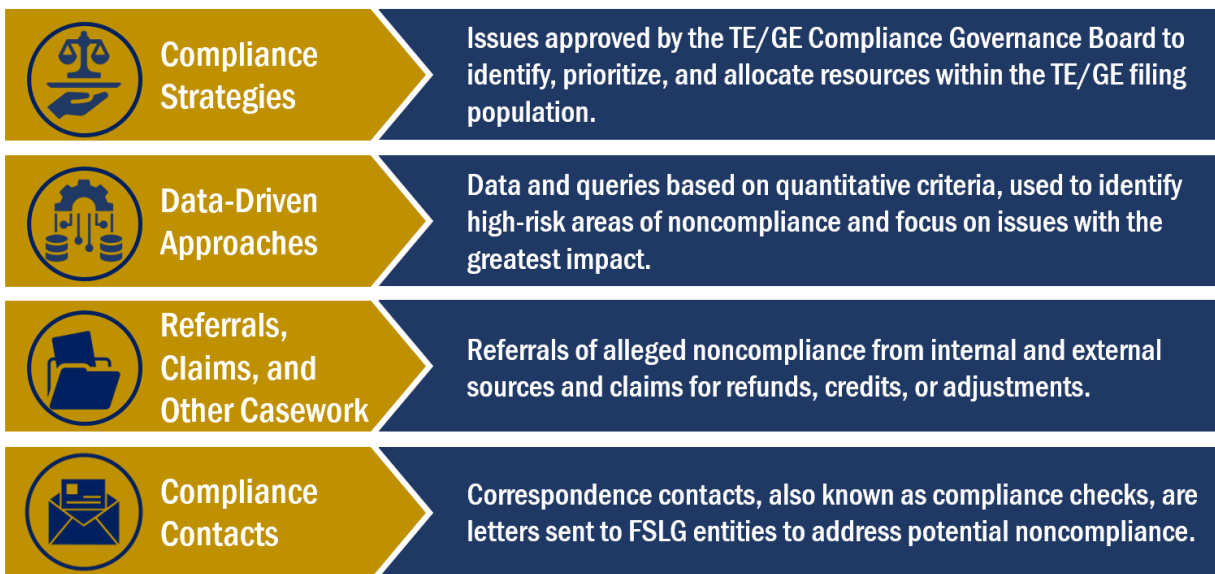 Compliance
Strategies
Issues approved by the TE/GE Compliance Governance Board to
identify, prioritize, and allocate resources within the TE/GE filing
population.
Data-Driven
Approaches
Data and queries based on quantitative criteria, used to identify
high-risk areas of noncompliance and focus on issues with the
greatest impact.
Referrals,
Claims, and
Other Casework
Referrals of alleged noncompliance from internal and external
sources and claims for refunds, credits, or adjustments.
Compliance
Contacts
Correspondence contacts, also known as compliance checks, are
letters sent to FSLG entities to address potential noncompliance.